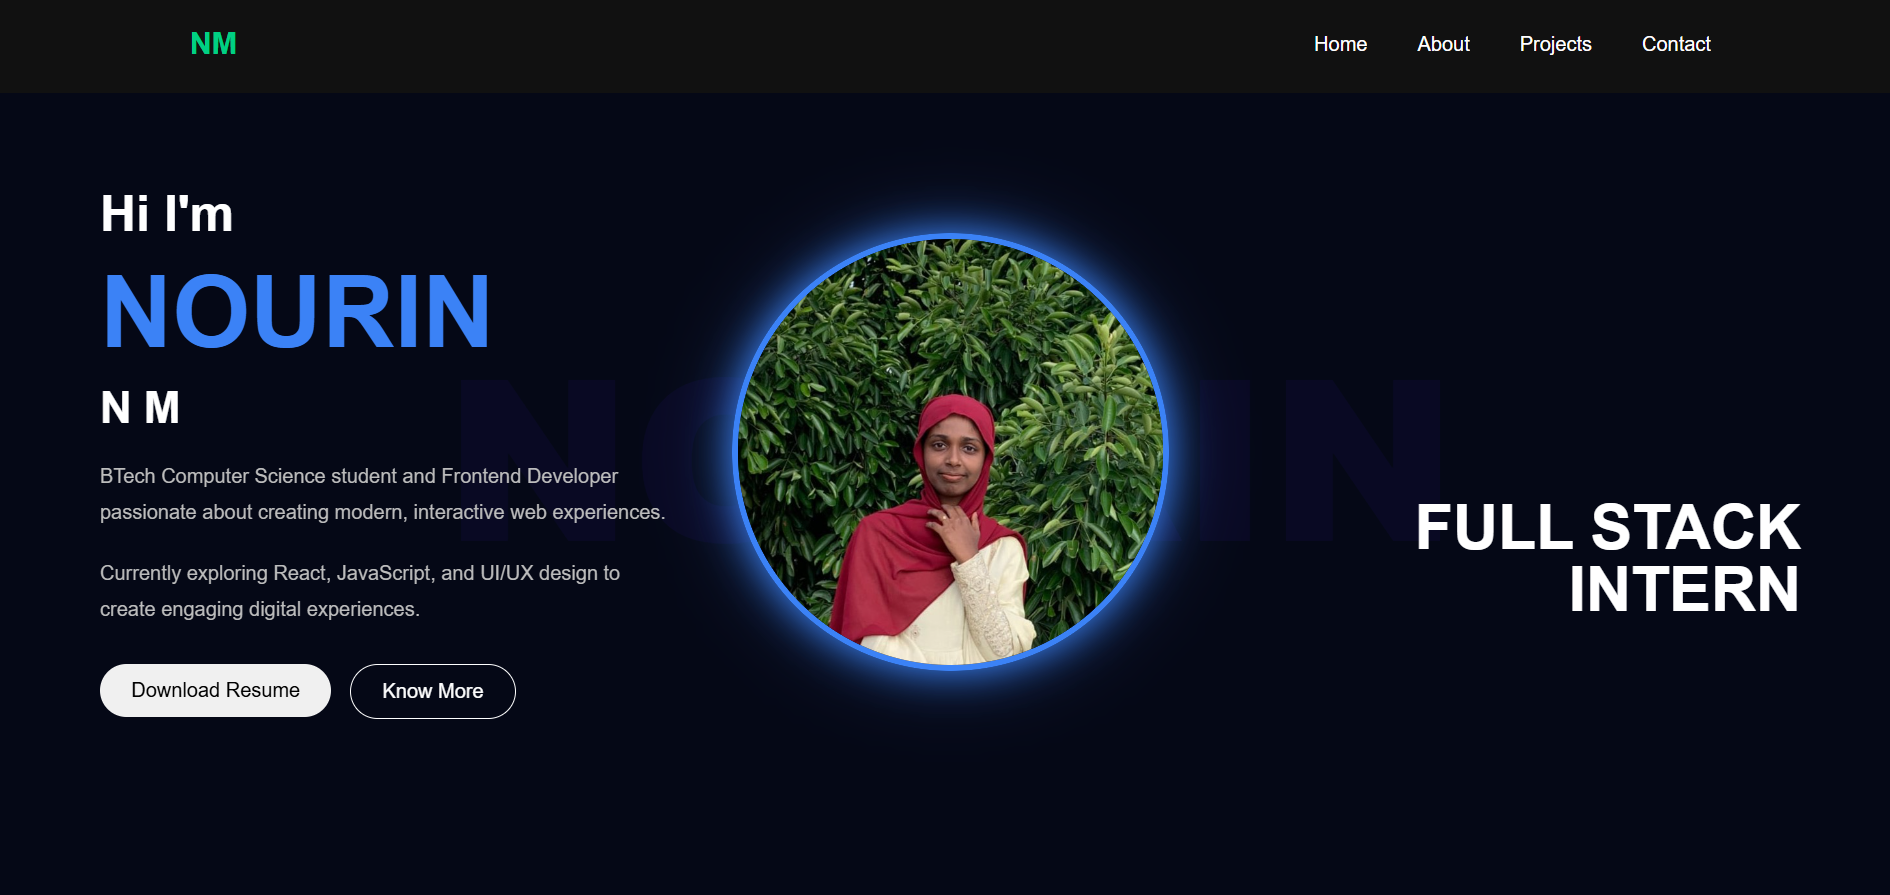 NM
Home About Projects Contact
Hi I'm
NOURIN
N M
BTech Computer Science student and Frontend Developer
passionate about creating modern, interactive web experiences.
Currently exploring React, JavaScript, and UI/UX design to
create engaging digital experiences.
Download Resume Know More
NOURIN
FULL STACK
INTERN